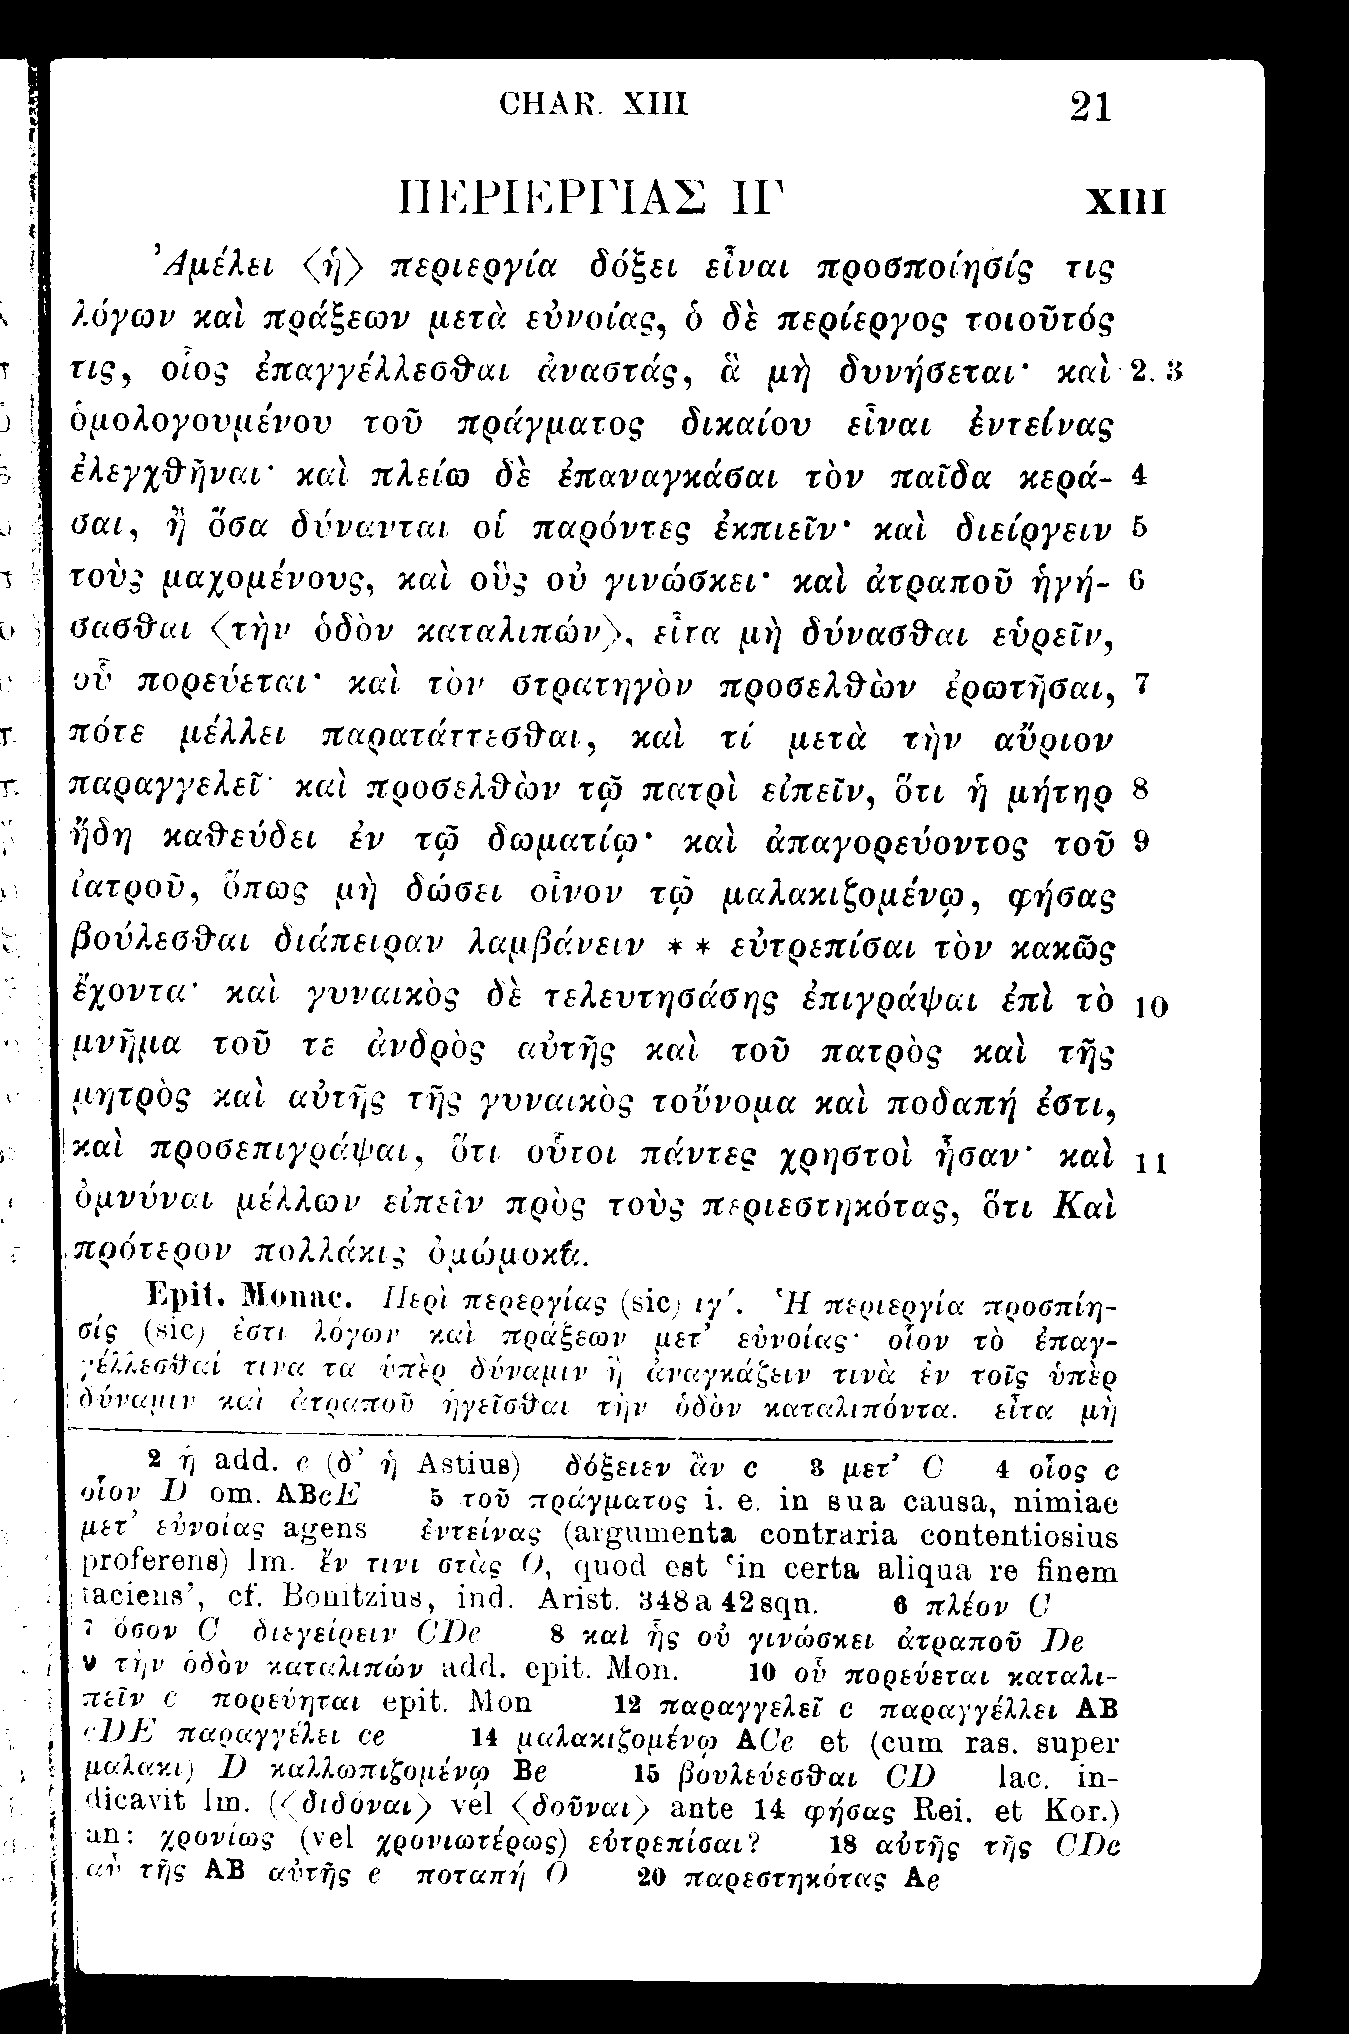 CHAR. XIII 21
ΠΕΡΙΕΡΓΙΑΣ ΙΓ' XIII
Ἀμέλει 〈ἡ〉 περιεργία δόξει εἶναι προσποίησίς τις
λόγων καὶ πράξεων μετὰ εὐνοίας, ὁ δὲ περίεργος τοιοῦτός
τις, οἷος ἐπαγγέλλεσθαι ἀναστάς, ἃ μὴ δυνήσεται· καὶ 2. 3
ὁμολογουμένου τοῦ πράγματος δικαίου εἶναι ἐντείνας
ἐλεγχθῆναι· καὶ πλείω δὲ ἐπαναγκάσαι τὸν παῖδα κερά- 4
σαι, ἢ ὅσα δύνανται οἱ παρόντες ἐκπιεῖν· καὶ διείργειν 5
τοὺς μαχομένους, καὶ οὓς οὐ γινώσκει· καὶ ἀτραποῦ ἡγή- 6
σασθαι 〈τὴν ὁδὸν καταλιπών〉, εἶτα μὴ δύνασθαι εὑρεῖν,
οὗ πορεύεται· καὶ τὸν στρατηγὸν προσελθὼν ἐρωτῆσαι, 7
πότε μέλλει παρατάττεσθαι, καὶ τί μετὰ τὴν αὔριον
παραγγελεῖ· καὶ προσελθὼν τῷ πατρὶ εἰπεῖν, ὅτι ἡ μήτηρ 8
ἤδη καθεύδει ἐν τῷ δωματίῳ· καὶ ἀπαγορεύοντος τοῦ 9
ἰατροῦ, ὅπως μὴ δώσει οἶνον τῷ μαλακιζομένῳ, φήσας
βούλεσθαι διάπειραν λαμβάνειν * * εὐτρεπίσαι τὸν κακῶς
ἔχοντα· καὶ γυναικὸς δὲ τελευτησάσης ἐπιγράψαι ἐπὶ τὸ 10
μνῆμα τοῦ τε ἀνδρὸς αὐτῆς καὶ τοῦ πατρὸς καὶ τῆς
μητρὸς καὶ αὐτῆς τῆς γυναικὸς τοὔνομα καὶ ποδαπή ἐστι,
καὶ προσεπιγράψαι, ὅτι οὗτοι πάντες χρηστοὶ ἦσαν· καὶ 11
ὀμνύναι μέλλων εἰπεῖν πρὸς τοὺς περιεστηκότας, ὅτι Καὶ
πρότερον πολλάκις ὀμώμοκα.
Epit. Monac. Περὶ περεργίας (sic) ιγ'. Ἡ περιεργία προσπίη-
σίς (sic) ἐστι λόγων καὶ πράξεων μετ' εὐνοίας· οἷον τὸ ἐπαγ-
γέλλεσθαί τινα τα ὑπὲρ δύναμιν ἢ ἀναγκάζειν τινὰ ἐν τοῖς ὑπὲρ
δύναμιν καὶ ἀτραποῦ ἡγεῖσθαι τὴν ὁδὸν καταλιπόντα. εἶτα μὴ
2 ἡ add. c (δ' ἡ Astius) δόξειεν ἂν c 3 μετ' C 4 οἷος c
οἷον D om. ABcE 5 τοῦ πράγματος i. e. in sua causa, nimiae
μετ' εὐνοίας agens ἐντείνας (argumenta contraria contentiosius
proferens) Im. ἔν τινι στὰς O, quod est 'in certa aliqua re finem
faciens', cf. Bonitzius, ind. Arist. 348 a 42 sqn. 6 πλέον C
7 ὅσον C διεγείρειν CDe 8 καὶ ἧς οὐ γινώσκει ἀτραποῦ De
9 τὴν ὁδὸν καταλιπών add. epit. Mon. 10 οὗ πορεύεται καταλι-
πεῖν c πορεύηται epit. Mon 12 παραγγελεῖ c παραγγέλλει AB
cDE παραγγέλει ce 14 μαλακιζομένῳ ACe et (cum ras. super
μαλακι) D καλλωπιζομένῳ Be 15 βουλεύεσθαι CD lac. in-
dicavit Im. (〈διδόναι〉 vel 〈δοῦναι〉 ante 14 φήσας Rei. et Kor.)
an: χρονίως (vel χρονιωτέρως) εὐτρεπίσαι? 18 αὐτῆς τῆς CDc
αὐ τῆς AB αὑτῆς e ποταπή O 20 παρεστηκότας Ae